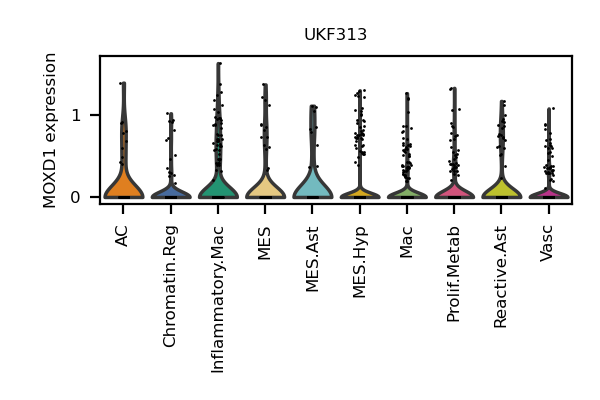 UKF313
MOXD1 expression
1
0
AC
Chromatin.Reg
Inflammatory.Mac
MES
MES.Ast
MES.Hyp
Mac
Prolif.Metab
Reactive.Ast
Vasc